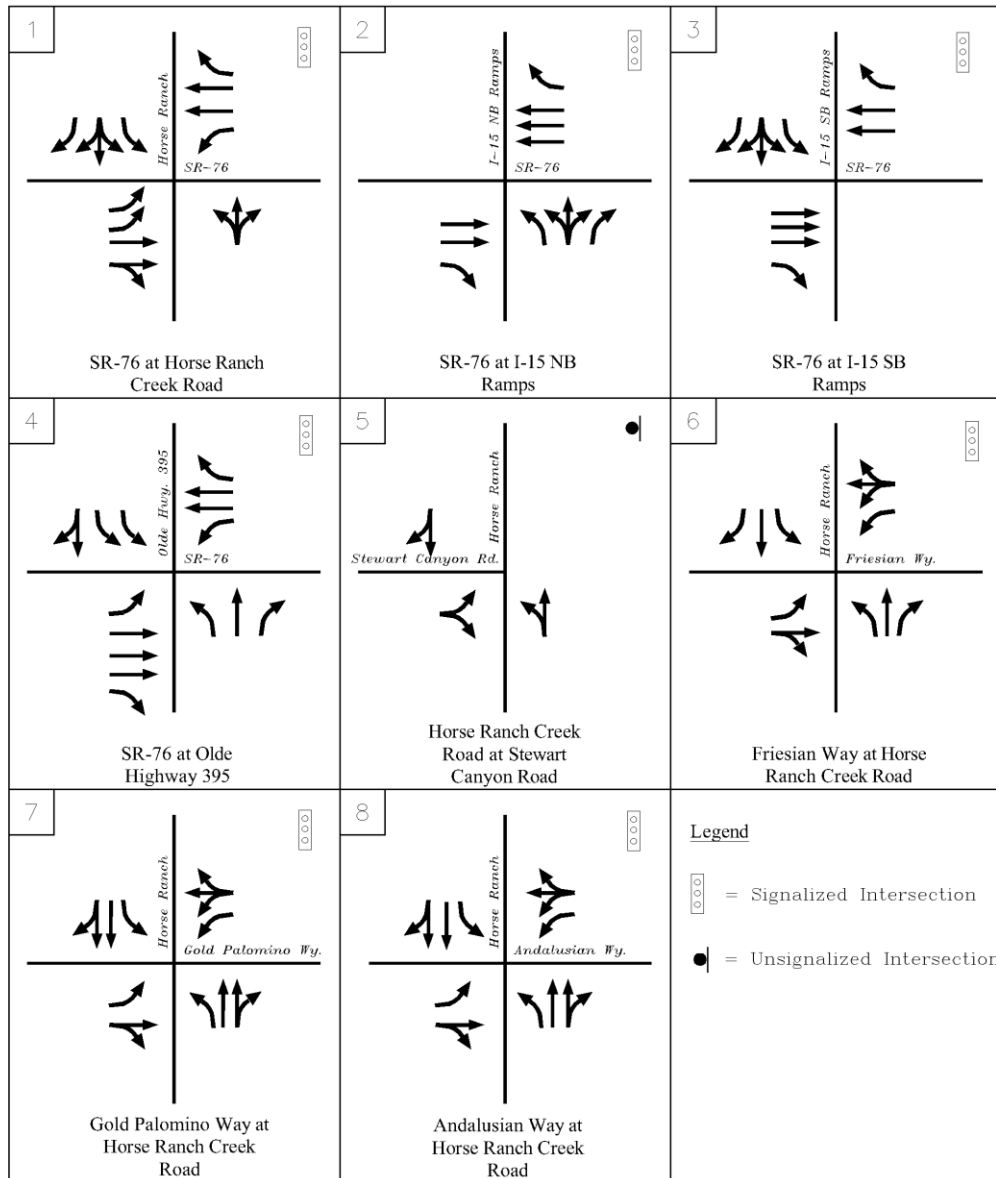 1
Horse Ranch
SR-76
SR-76 at Horse Ranch
Creek Road
2
I-15 NB Ramps
SR-76
SR-76 at I-15 NB
Ramps
3
I-15 SB Ramps
SR-76
SR-76 at I-15 SB
Ramps
4
Olde Hwy. 395
SR-76
SR-76 at Olde
Highway 395
5
Horse Ranch
Stewart Canyon Rd.
Horse Ranch Creek
Road at Stewart
Canyon Road
6
Horse Ranch
Friesian Wy.
Friesian Way at Horse
Ranch Creek Road
7
Horse Ranch
Gold Palomino Wy.
Gold Palomino Way at
Horse Ranch Creek
Road
8
Horse Ranch
Andalusian Wy.
Andalusian Way at
Horse Ranch Creek
Road
Legend
= Signalized Intersection
= Unsignalized Intersection